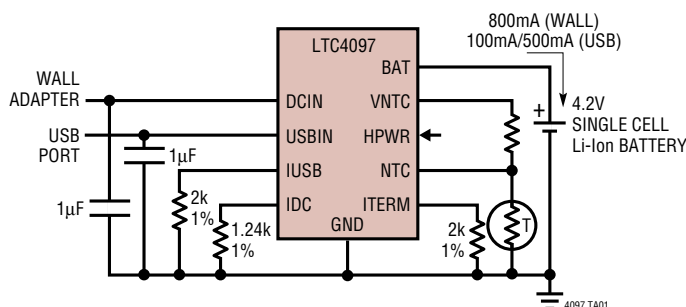 800mA (WALL)
100mA/500mA (USB)
LTC4097
BAT
WALL
ADAPTER
DCIN
VNTC
+
4.2V
SINGLE CELL
Li-Ion BATTERY
USB
PORT
USBIN
HPWR
1µF
IUSB
NTC
2k
1%
1µF
IDC
ITERM
1.24k
1%
GND
2k
1%
T
4097 TA01